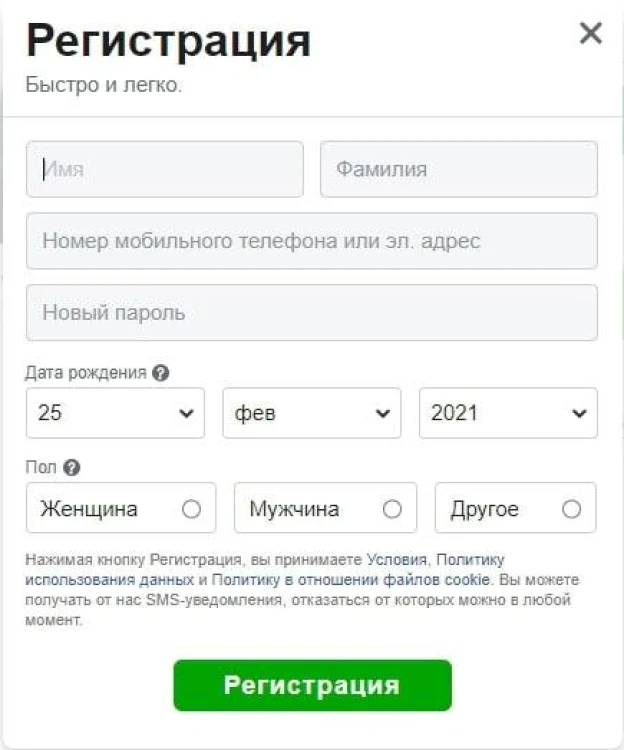 Регистрация
Быстро и легко.
Имя
Фамилия
Номер мобильного телефона или эл. адрес
Новый пароль
Дата рождения ?
25
фев
2021
Пол ?
Женщина
Мужчина
Другое
Нажимая кнопку Регистрация, вы принимаете Условия, Политику
использования данных и Политику в отношении файлов cookie. Вы можете
получать от нас SMS-уведомления, отказаться от которых можно в любой
момент.
Регистрация